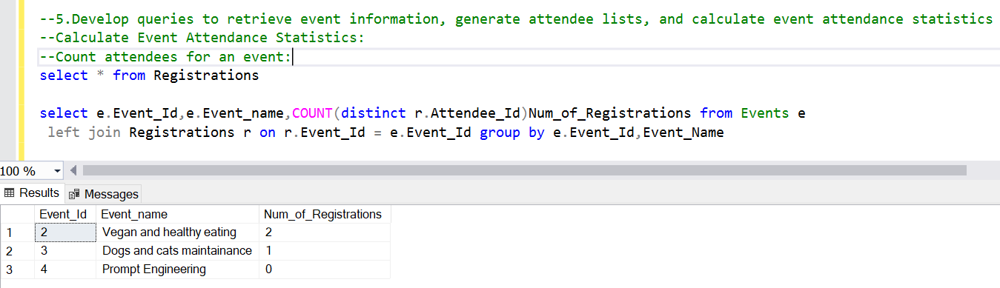 --5.Develop queries to retrieve event information, generate attendee lists, and calculate event attendance statistics
--Calculate Event Attendance Statistics:
--Count attendees for an event:
select * from Registrations
select e.Event_Id,e.Event_name,COUNT(distinct r.Attendee_Id)Num_of_Registrations from Events e
left join Registrations r on r.Event_Id = e.Event_Id group by e.Event_Id,Event_Name
100 %
Results Messages
Event_Id Event_name Num_of_Registrations
1 2 Vegan and healthy eating 2
2 3 Dogs and cats maintainance 1
3 4 Prompt Engineering 0